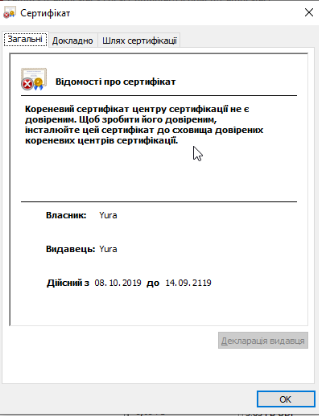 Сертифікат
Загальні Докладно Шлях сертифікації
Відомості про сертифікат
Кореневий сертифікат центру сертифікації не є
довіреним. Щоб зробити його довіреним,
інсталюйте цей сертифікат до сховища довірених
кореневих центрів сертифікації.
Власник: Yura
Видавець: Yura
Дійсний з 08. 10. 2019 до 14.09. 2119
Декларація видавця
ОК